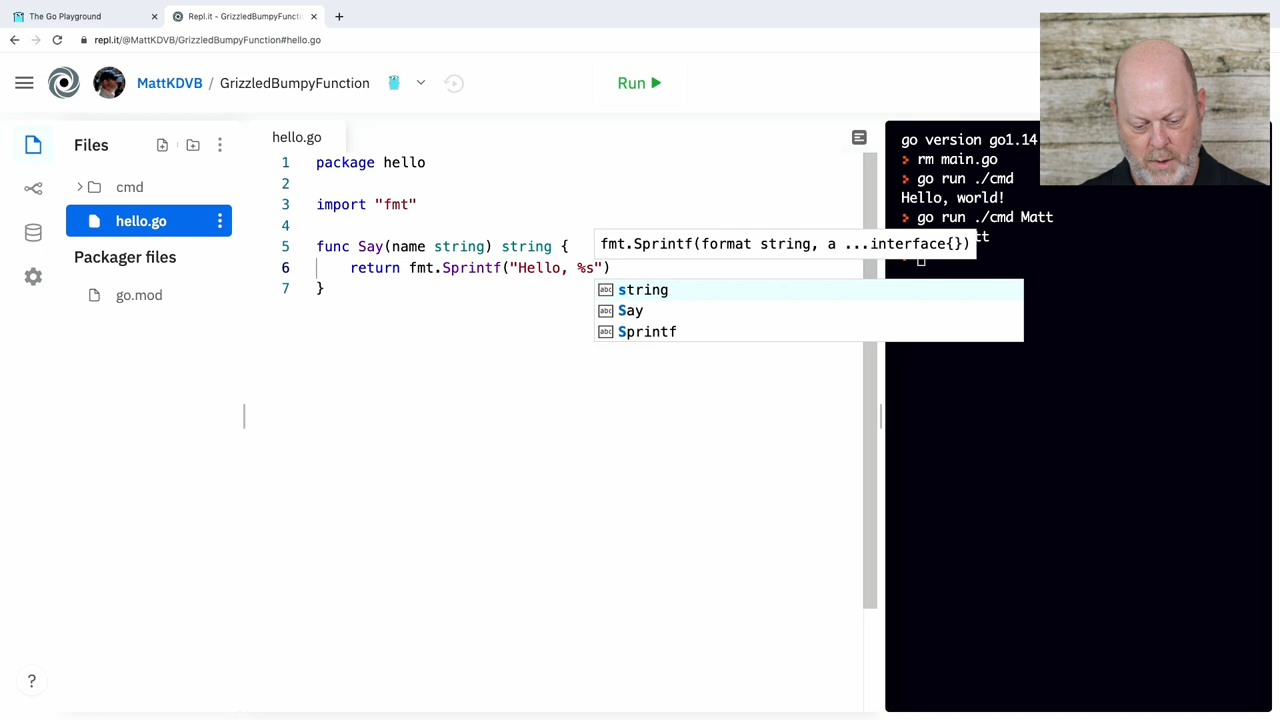 The Go Playground
Repl.it - GrizzledBumpyFuncti
repl.it/@MattKDVB/GrizzledBumpyFunction#hello.go
MattKDVB / GrizzledBumpyFunction
Run
Files
cmd
hello.go
Packager files
go.mod
hello.go
1 package hello
2
3 import "fmt"
4
5 func Say(name string) string {
6 return fmt.Sprintf("Hello, %s")
7 }
fmt.Sprintf(format string, a ...interface{})
string
Say
Sprintf
go version go1.14
> rm main.go
> go run ./cmd
Hello, world!
> go run ./cmd Matt
tt
?